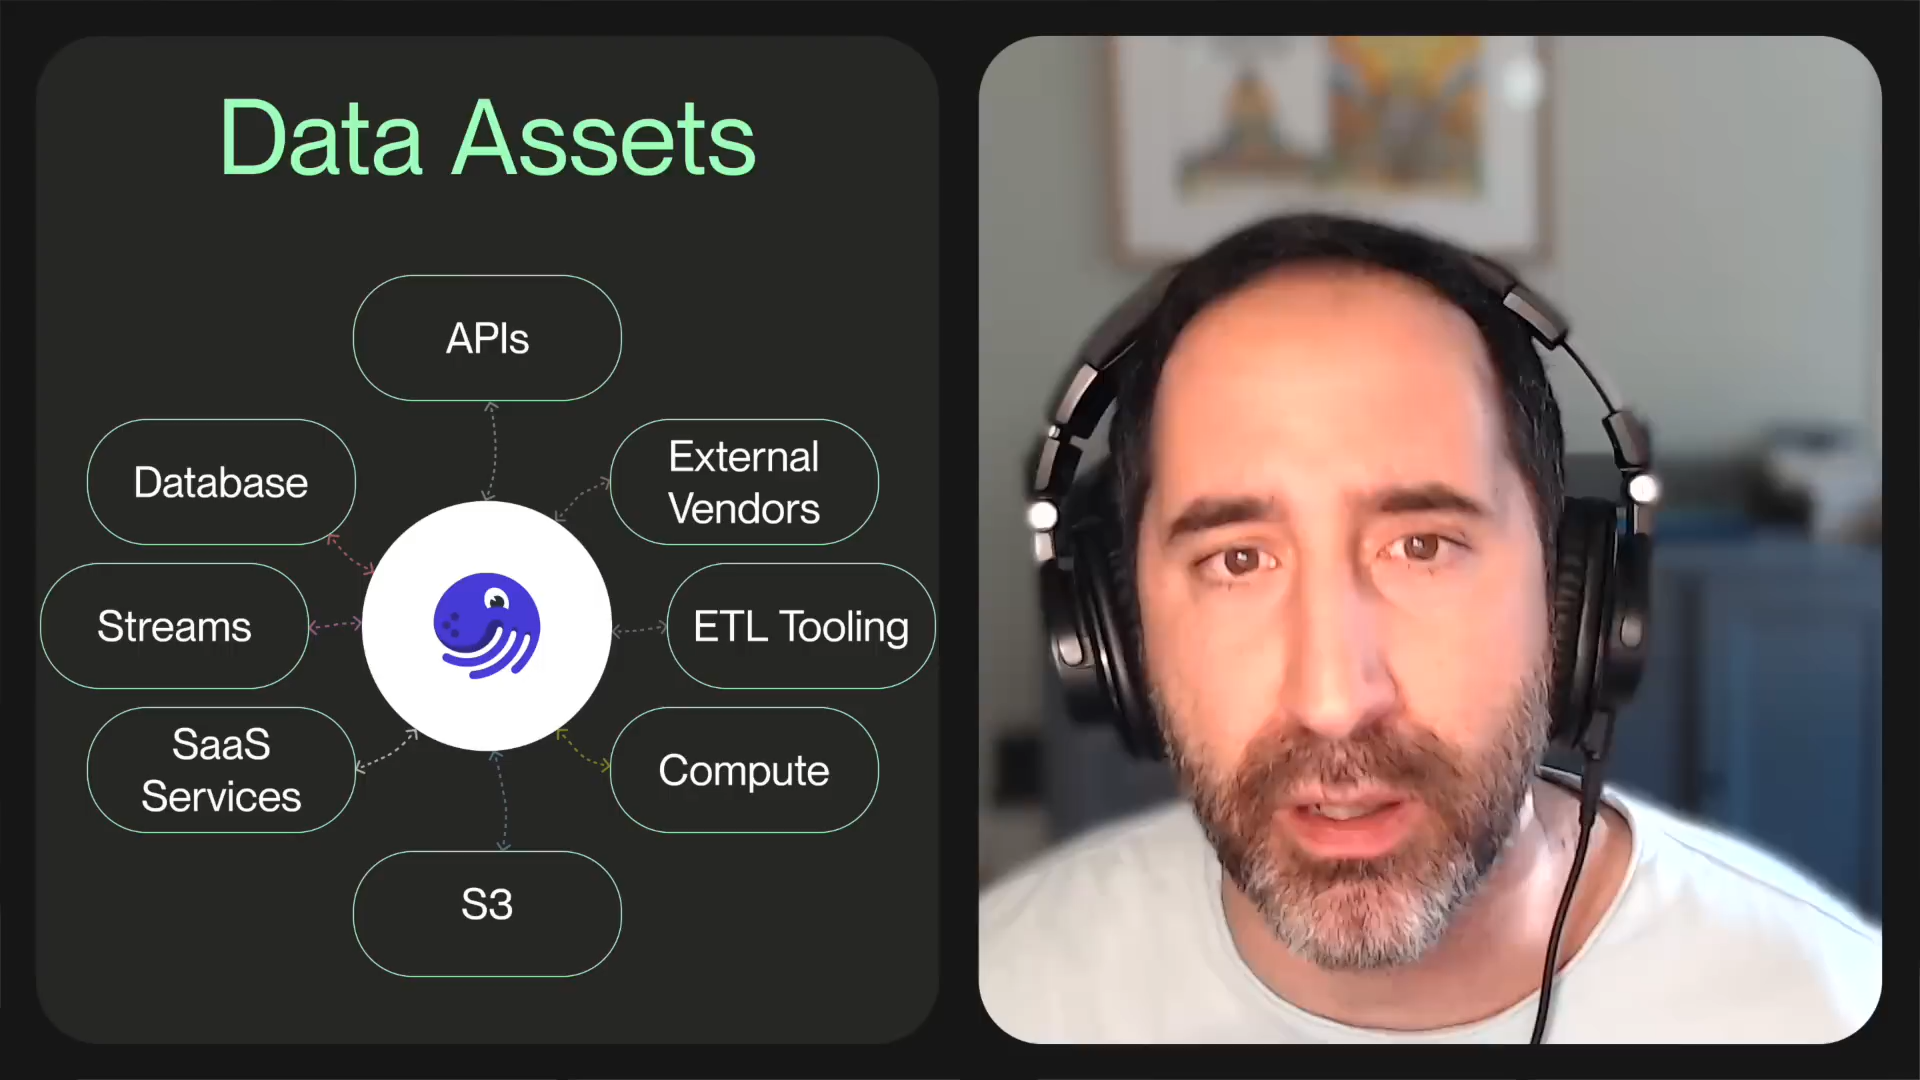 Data Assets
APIs
Database
External
Vendors
Streams
ETL Tooling
SaaS
Services
Compute
S3